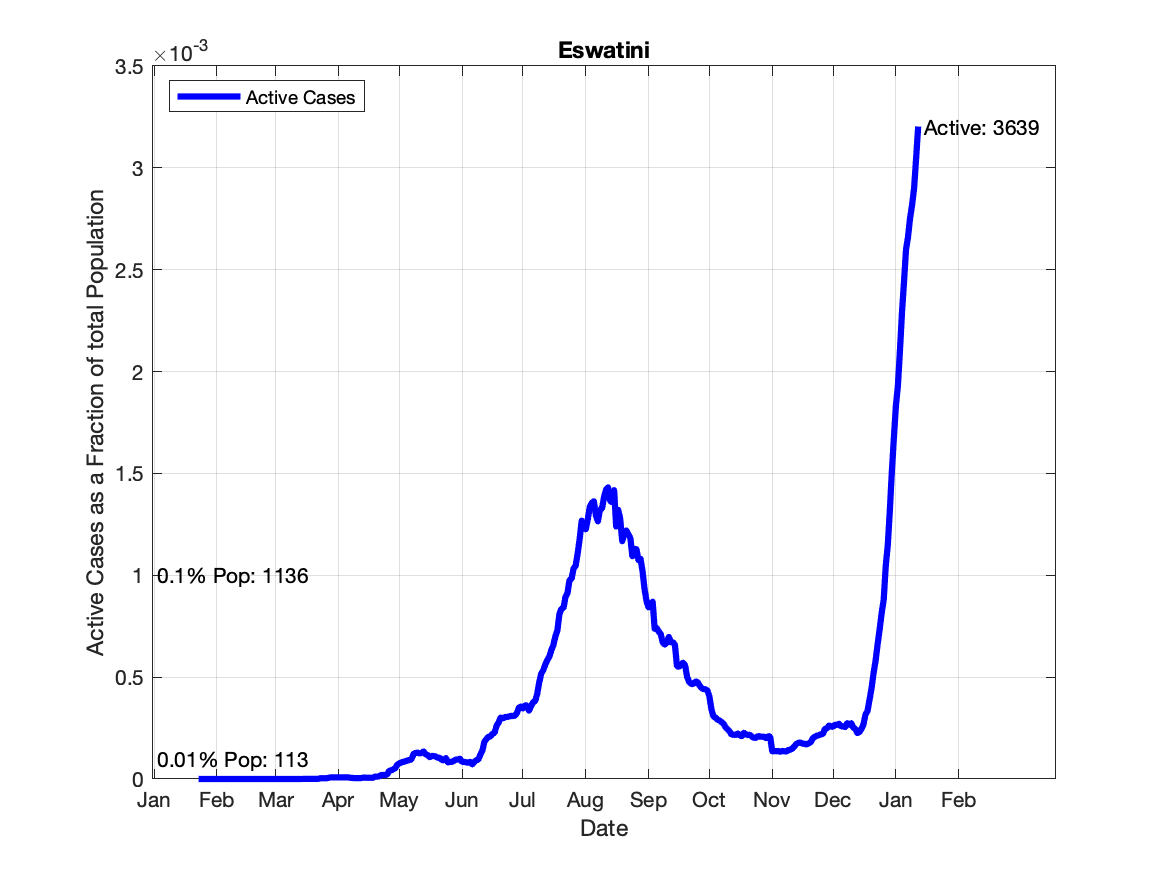 Eswatini
×10⁻³
3.5
3
2.5
2
1.5
1
0.5
0
Active Cases as a Fraction of total Population
Active Cases
Active: 3639
0.1% Pop: 1136
0.01% Pop: 113
Jan Feb Mar Apr May Jun Jul Aug Sep Oct Nov Dec Jan Feb
Date